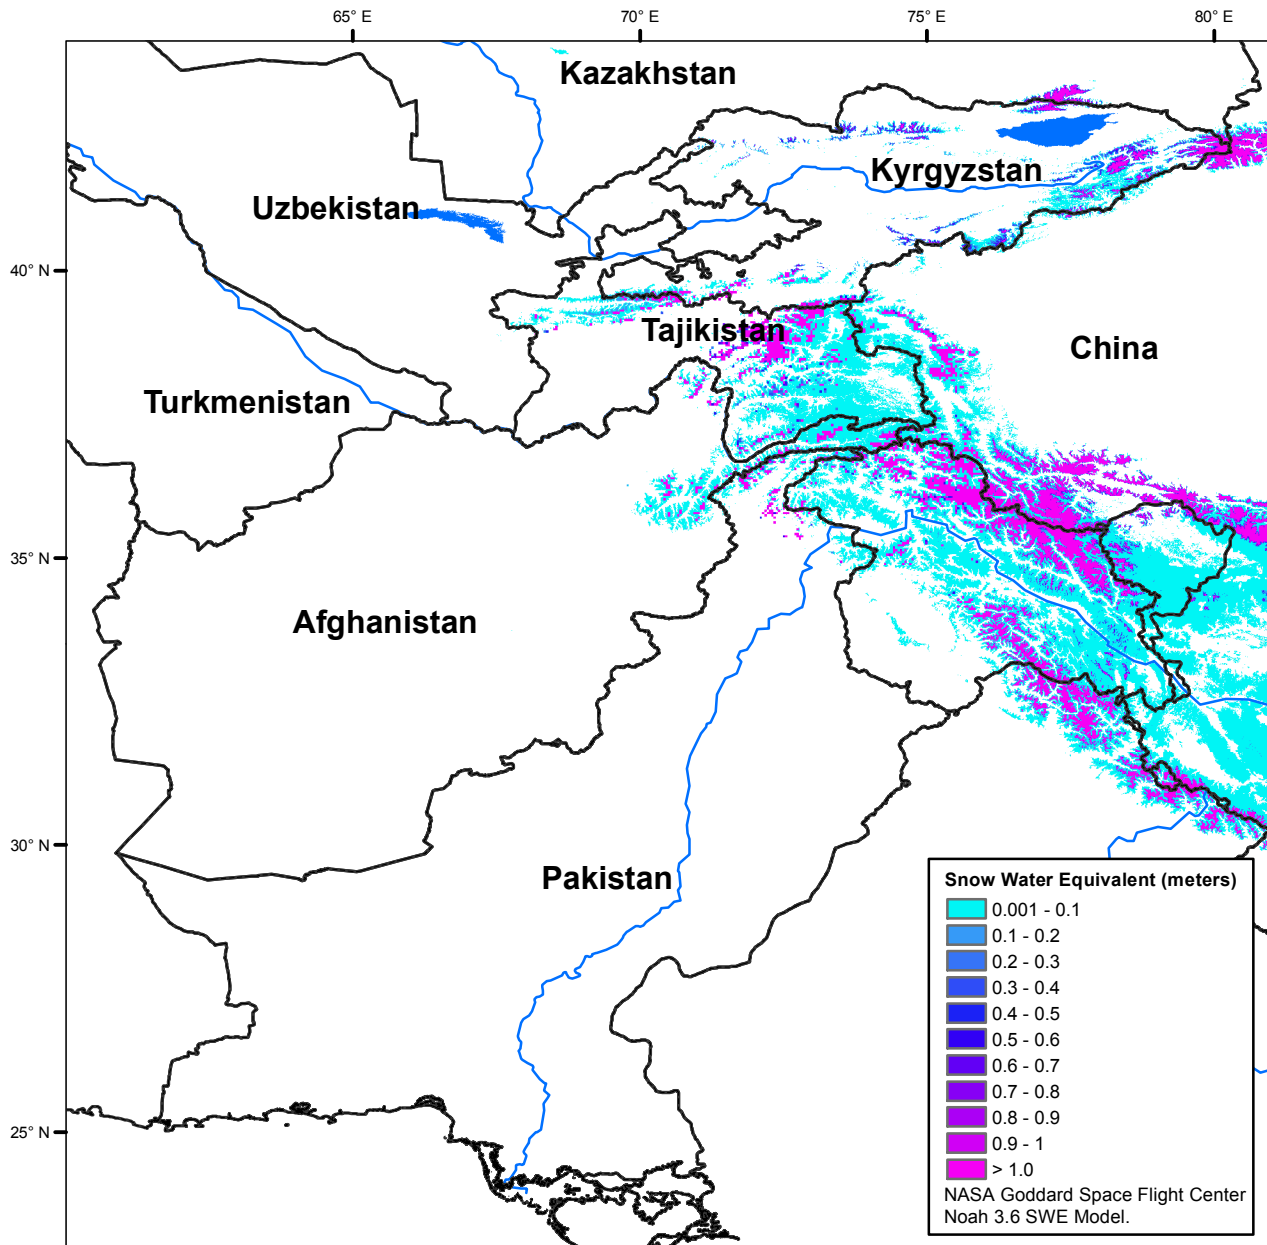 65° E
70° E
75° E
80° E
Kazakhstan
Kyrgyzstan
Uzbekistan
40° N
Tajikistan
China
Turkmenistan
35° N
Afghanistan
30° N
Pakistan
25° N
Snow Water Equivalent (meters)
0.001 - 0.1
0.1 - 0.2
0.2 - 0.3
0.3 - 0.4
0.4 - 0.5
0.5 - 0.6
0.6 - 0.7
0.7 - 0.8
0.8 - 0.9
0.9 - 1
> 1.0
NASA Goddard Space Flight Center
Noah 3.6 SWE Model.